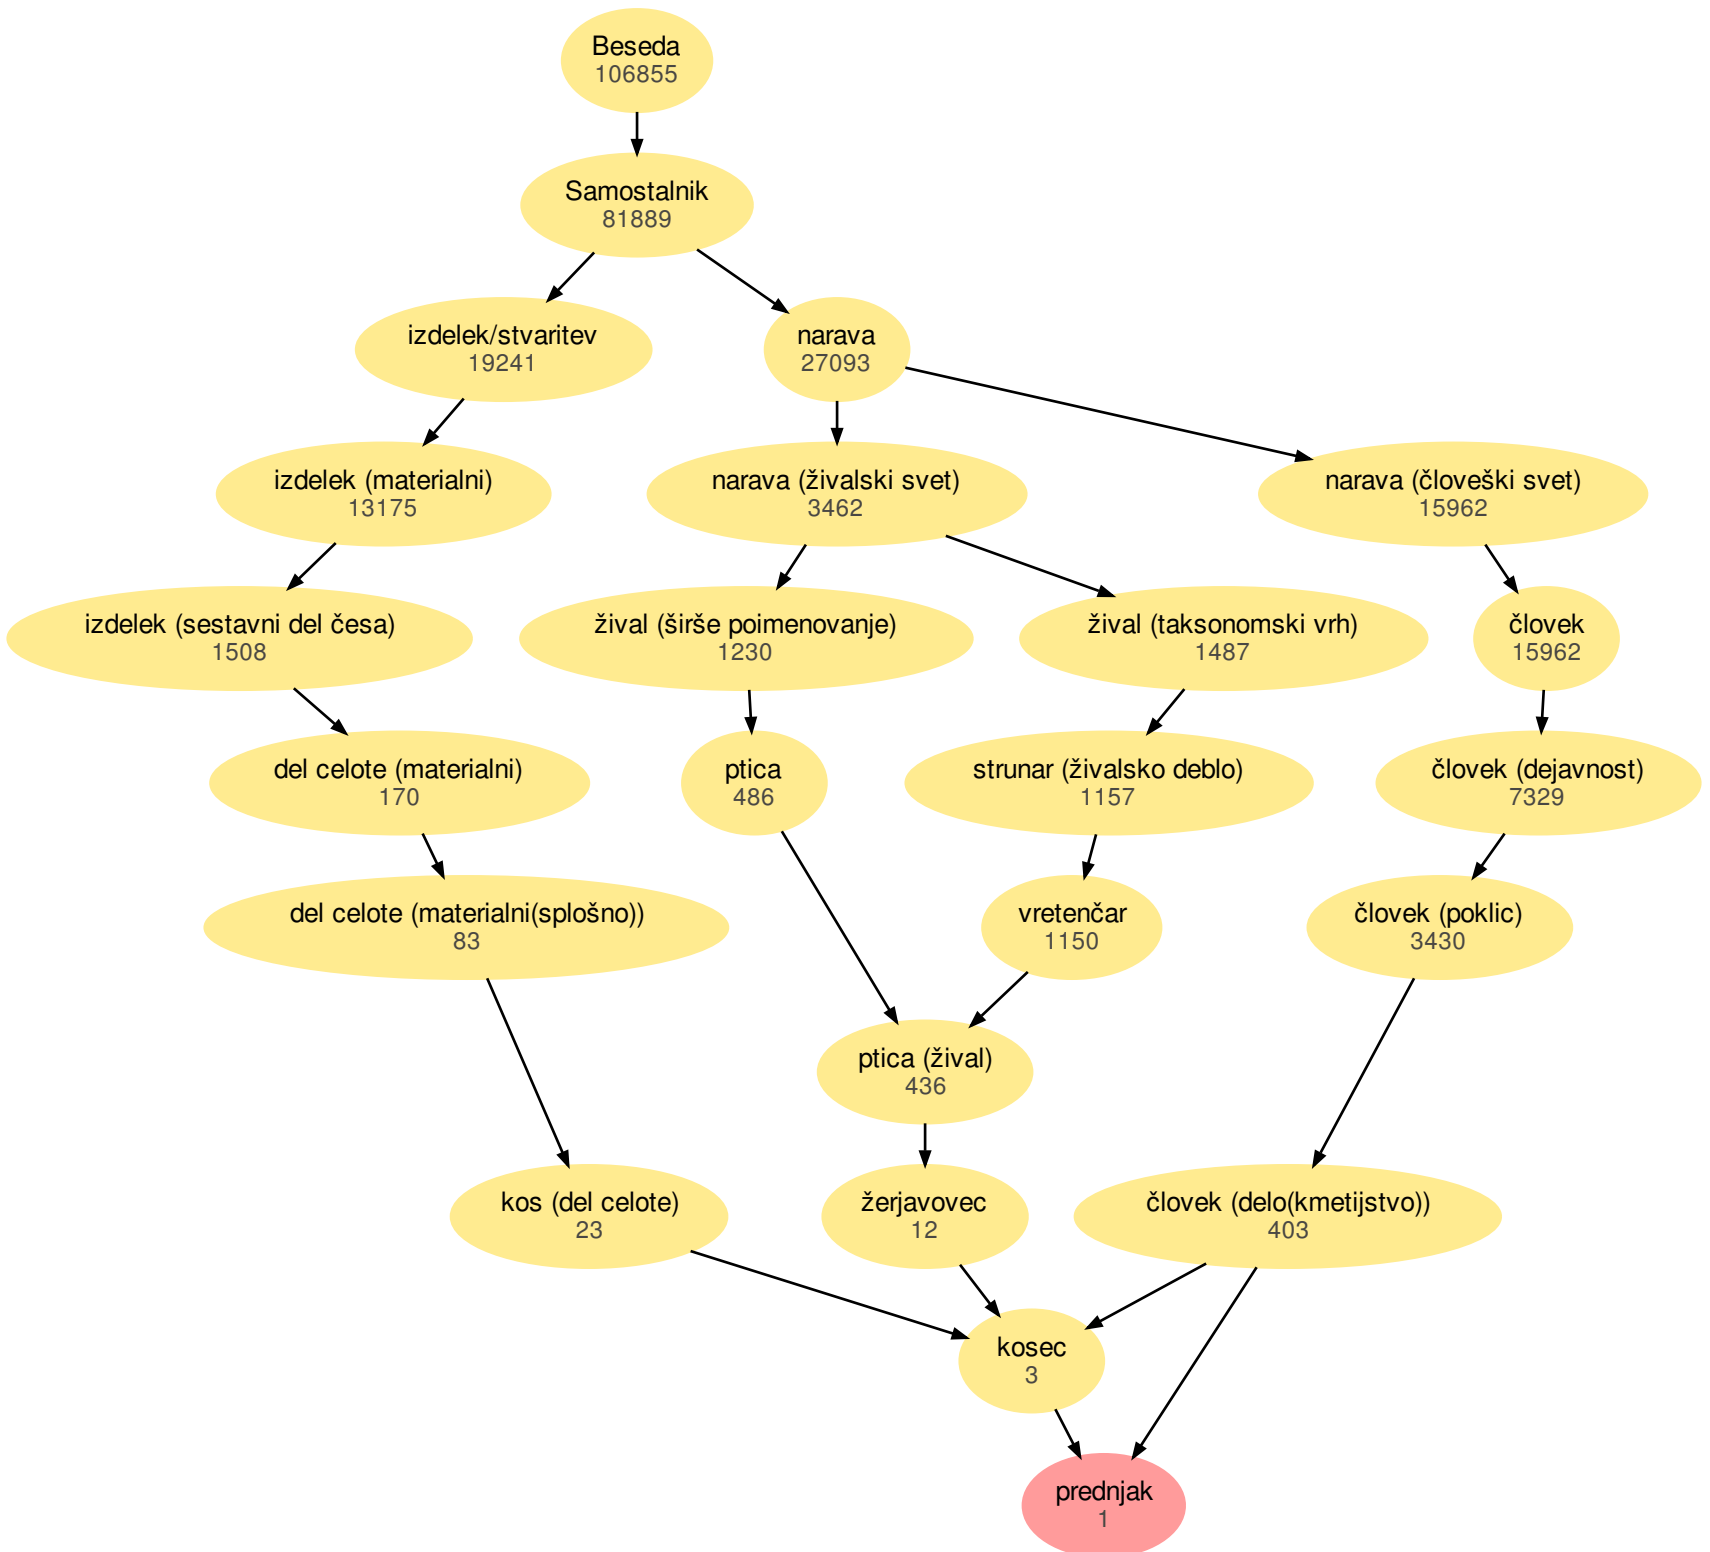 Beseda
106855
Samostalnik
81889
izdelek/stvaritev
19241
narava
27093
izdelek (materialni)
13175
narava (živalski svet)
3462
narava (človeški svet)
15962
izdelek (sestavni del česa)
1508
žival (širše poimenovanje)
1230
žival (taksonomski vrh)
1487
človek
15962
del celote (materialni)
170
ptica
486
strunar (živalsko deblo)
1157
človek (dejavnost)
7329
del celote (materialni(splošno))
83
vretenčar
1150
človek (poklic)
3430
ptica (žival)
436
kos (del celote)
23
žerjavovec
12
človek (delo(kmetijstvo))
403
kosec
3
prednjak
1